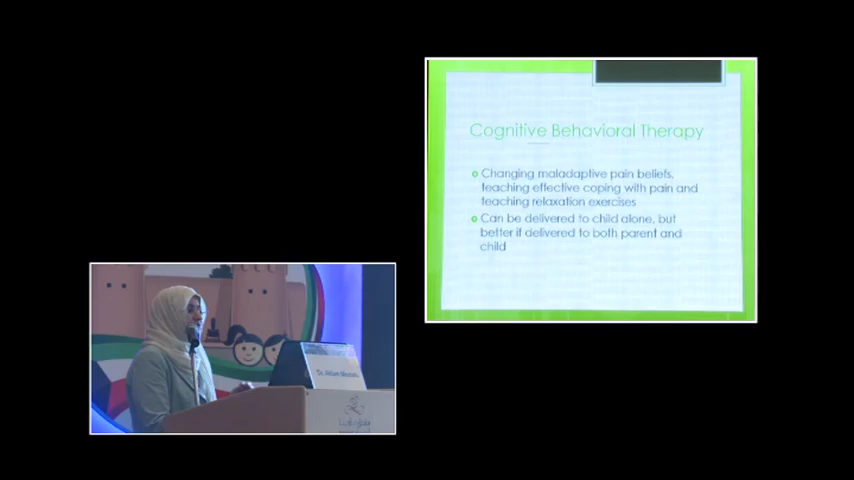 Cognitive Behavioral Therapy
Changing maladaptive pain beliefs,
teaching effective coping with pain and
teaching relaxation exercises
Can be delivered to child alone, but
better if delivered to both parent and
child
Dr.